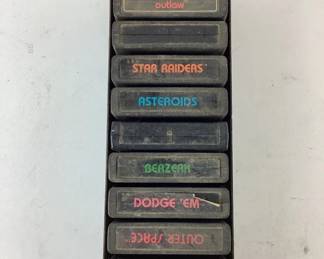 outlaw
STAR RAIDERS
ASTEROIDS
BERZERK
DODGE 'EM
OUTER SPACE